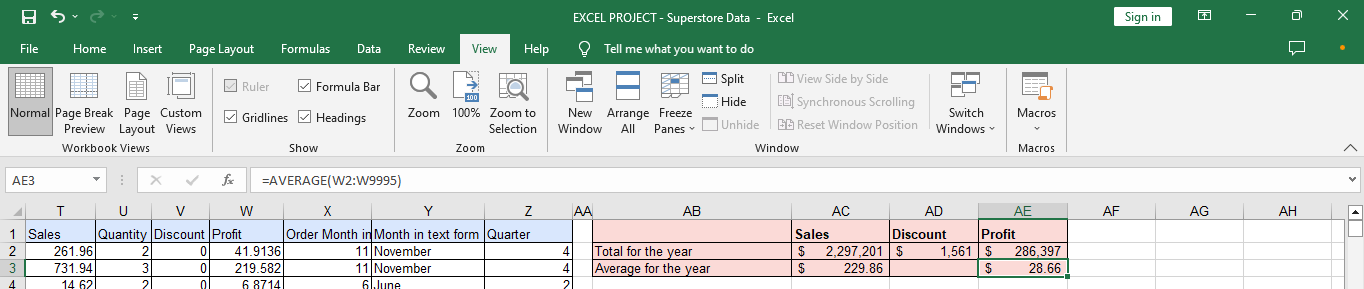 EXCEL PROJECT - Superstore Data - Excel
Sign in
File Home Insert Page Layout Formulas Data Review View Help Tell me what you want to do
Normal
Page Break Preview
Page Layout
Custom Views
Workbook Views
Ruler
Formula Bar
Gridlines
Headings
Show
Zoom
100
100%
Zoom to Selection
Zoom
New Window
Arrange All
Freeze Panes
Split
Hide
Unhide
View Side by Side
Synchronous Scrolling
Reset Window Position
Switch Windows
Window
Macros
Macros
AE3 fx =AVERAGE(W2:W9995)
T U V W X Y Z AA AB AC AD AE AF AG AH
1 Sales Quantity Discount Profit Order Month in Month in text form Quarter Sales Discount Profit
2 261.96 2 0 41.9136 11 November 4 Total for the year $ 2,297,201 $ 1,561 $ 286,397
3 731.94 3 0 219.582 11 November 4 Average for the year $ 229.86 $ 28.66
4 14.62 2 0 6.8714 6 June 2